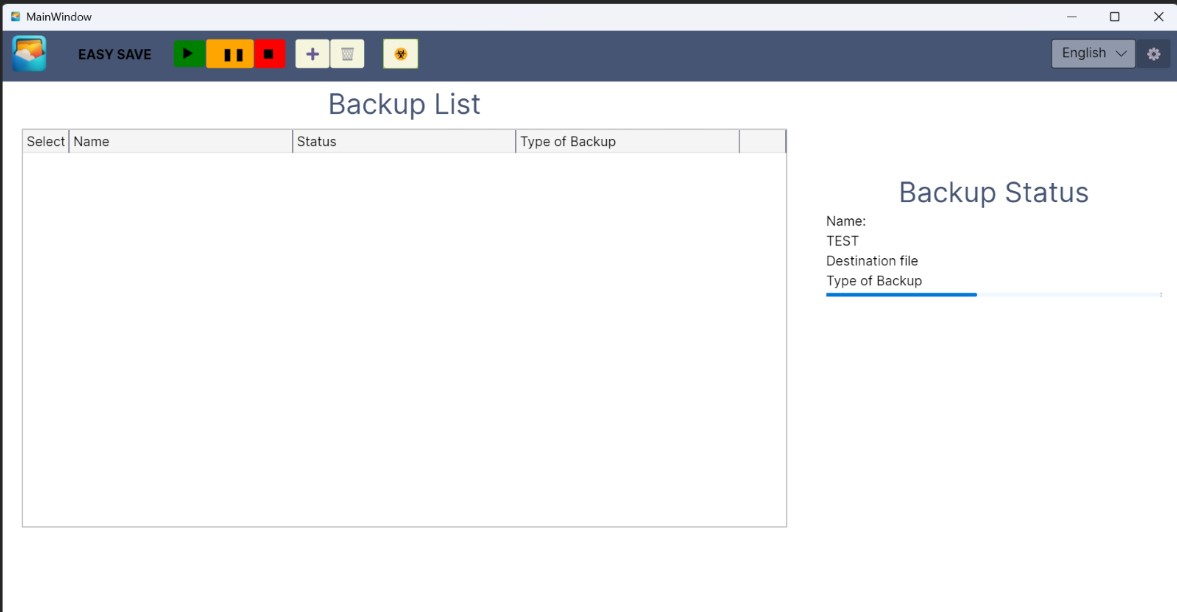 MainWindow
EASY SAVE
English
Backup List
Select Name Status Type of Backup
Backup Status
Name:
TEST
Destination file
Type of Backup